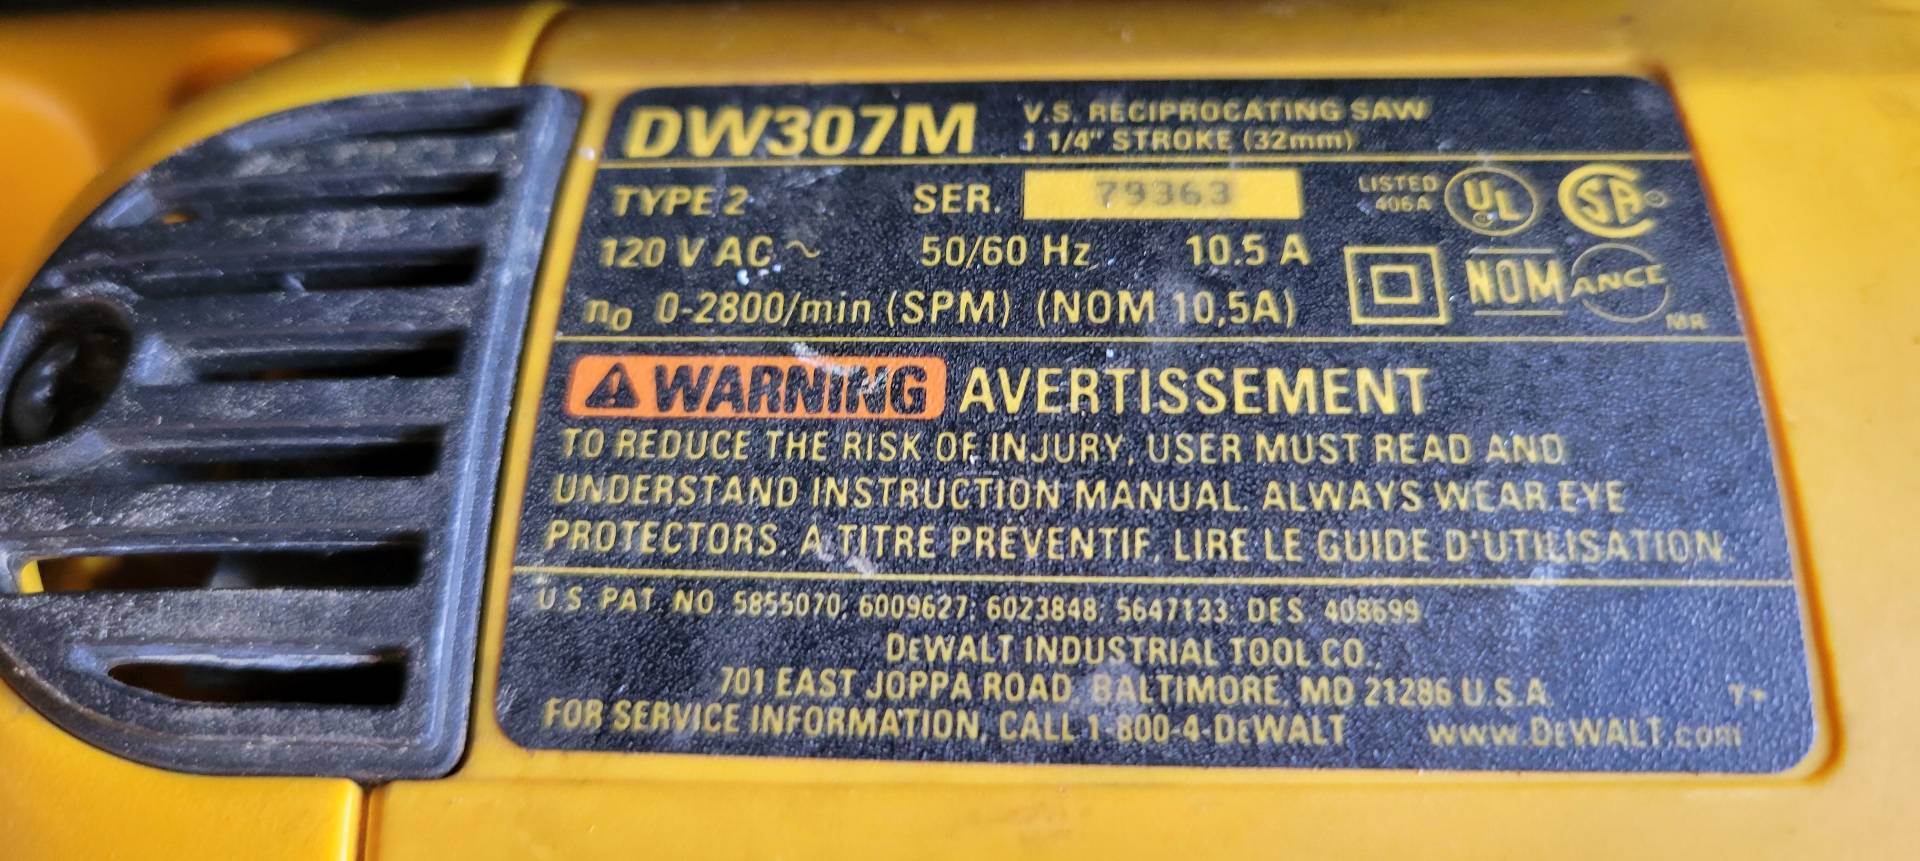 DW307M
V.S. RECIPROCATING SAW
1 1/4" STROKE (32mm)
TYPE 2 SER. 79363
LISTED
406A
UL
SA
120 V AC ~ 50/60 Hz 10.5 A
NOM ANCE
n₀ 0-2800/min (SPM) (NOM 10,5A)
MR
WARNING AVERTISSEMENT
TO REDUCE THE RISK OF INJURY, USER MUST READ AND
UNDERSTAND INSTRUCTION MANUAL. ALWAYS WEAR EYE
PROTECTORS. À TITRE PRÉVENTIF, LIRE LE GUIDE D'UTILISATION.
U.S. PAT. NO. 5855070; 6009627; 6023848; 5647133; DES. 408699
DEWALT INDUSTRIAL TOOL CO.,
701 EAST JOPPA ROAD, BALTIMORE, MD 21286 U.S.A.
FOR SERVICE INFORMATION, CALL 1-800-4-DEWALT www.DEWALT.com